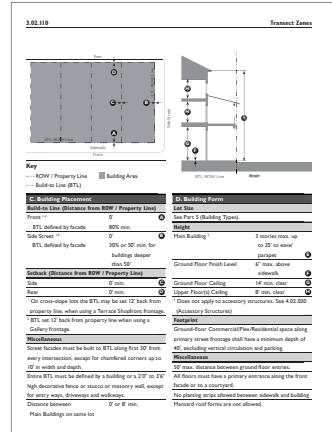 3.02.110
Transect Zones
Rear
D
C
B
A
BTL, ROW Line
Sidewalk
Front
Side Street
H
H
G
F
E
BTL, ROW Line
Street
Key
ROW / Property Line
Building Area
Build-to Line (BTL)
C. Building Placement
Build-to Line (Distance from ROW / Property Line)
Front 0' A
BTL defined by facade 80% min.
Side Street 0' B
BTL defined by facade 30% or 50' min. for
buildings deeper
than 50'
Setback (Distance from ROW / Property Line)
Side 0' min. C
Rear 0' min. D
¹ On cross-slope lots the BTL may be set 12' back from
property line, when using a Terrace Shopfront frontage.
² BTL set 12' back from property line when using a
Gallery frontage.
Miscellaneous
Street facades must be built to BTL along first 30' from
every intersection, except for chamfered corners up to
10' in width and depth.
Entire BTL must be defined by a building or a 2'0" to 3'6"
high decorative fence or stucco or masonry wall, except
for entry ways, driveways and walkways.
Distance between 0' or 8' min.
Main Buildings on same lot
D. Building Form
Lot Size
See Part 5 (Building Types).
Height
Main Building 3 stories max. up
to 35' to eave/
parapet E
Ground Floor Finish Level 6" max. above
sidewalk F
Ground Floor Ceiling 14' min. clear G
Upper Floor(s) Ceiling 8' min. clear H
Does not apply to accessory structures. See 4.02.030
(Accessory Structures)
Footprint
Ground-floor Commercial/Flex/Residential space along
primary street frontage shall have a minimum depth of
40', excluding vertical circulation and parking.
Miscellaneous
50' max. distance between ground floor entries.
All floors must have a primary entrance along the front
facade or to a courtyard.
No planting strips allowed between sidewalk and building
Mansard roof forms are not allowed.